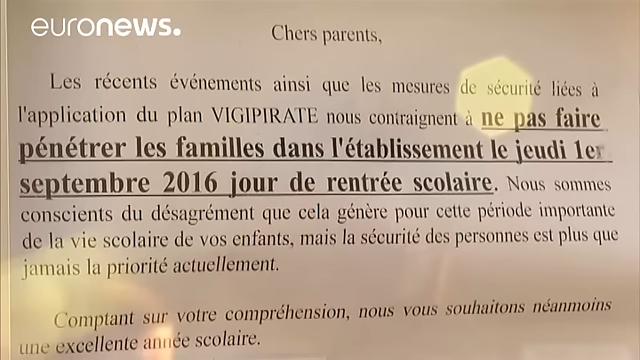 euronews.
Chers parents,
Les récents événements ainsi que les mesures de sécurité liées à
l'application du plan VIGIPIRATE nous contraignent à ne pas faire
pénétrer les familles dans l'établissement le jeudi 1er
septembre 2016 jour de rentrée scolaire. Nous sommes
conscients du désagrément que cela génère pour cette période importante
de la vie scolaire de vos enfants, mais la sécurité des personnes est plus que
jamais la priorité actuellement.
Comptant sur votre compréhension, nous vous souhaitons néanmoins
une excellente année scolaire.